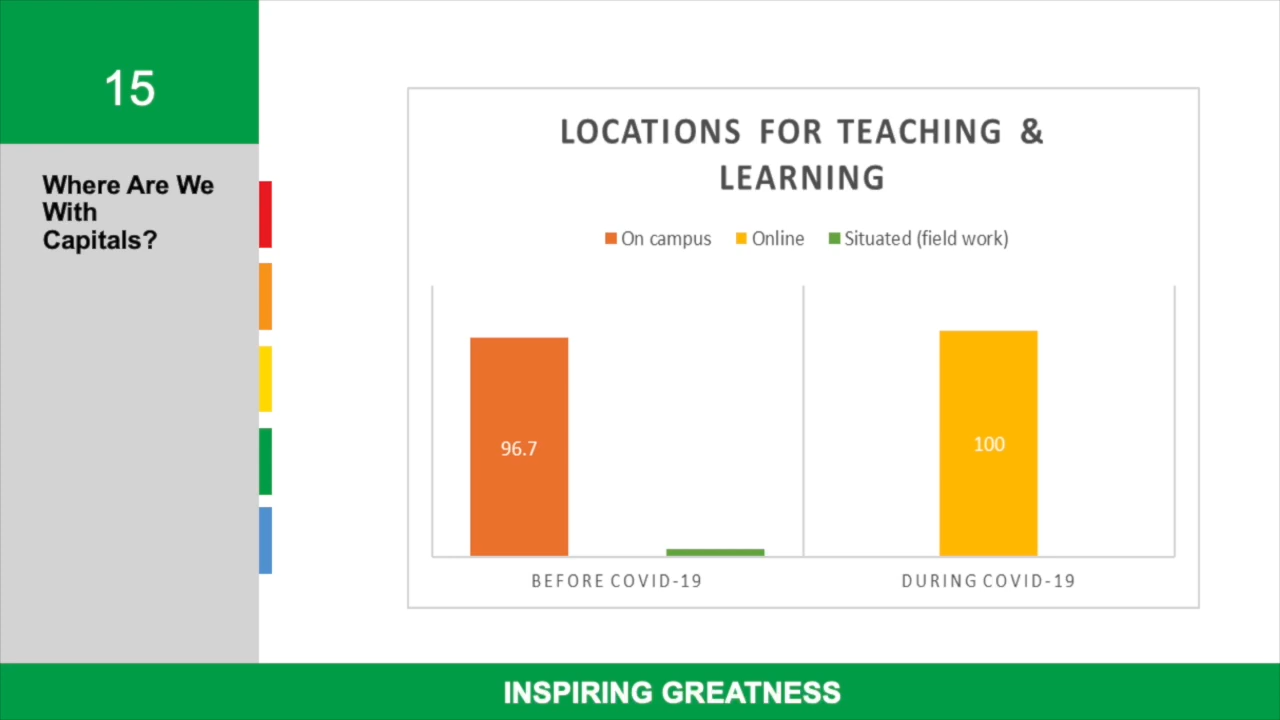 15
Where Are We
With
Capitals?
LOCATIONS FOR TEACHING &
LEARNING
On campus Online Situated (field work)
96.7
100
BEFORE COVID-19 DURING COVID-19
INSPIRING GREATNESS